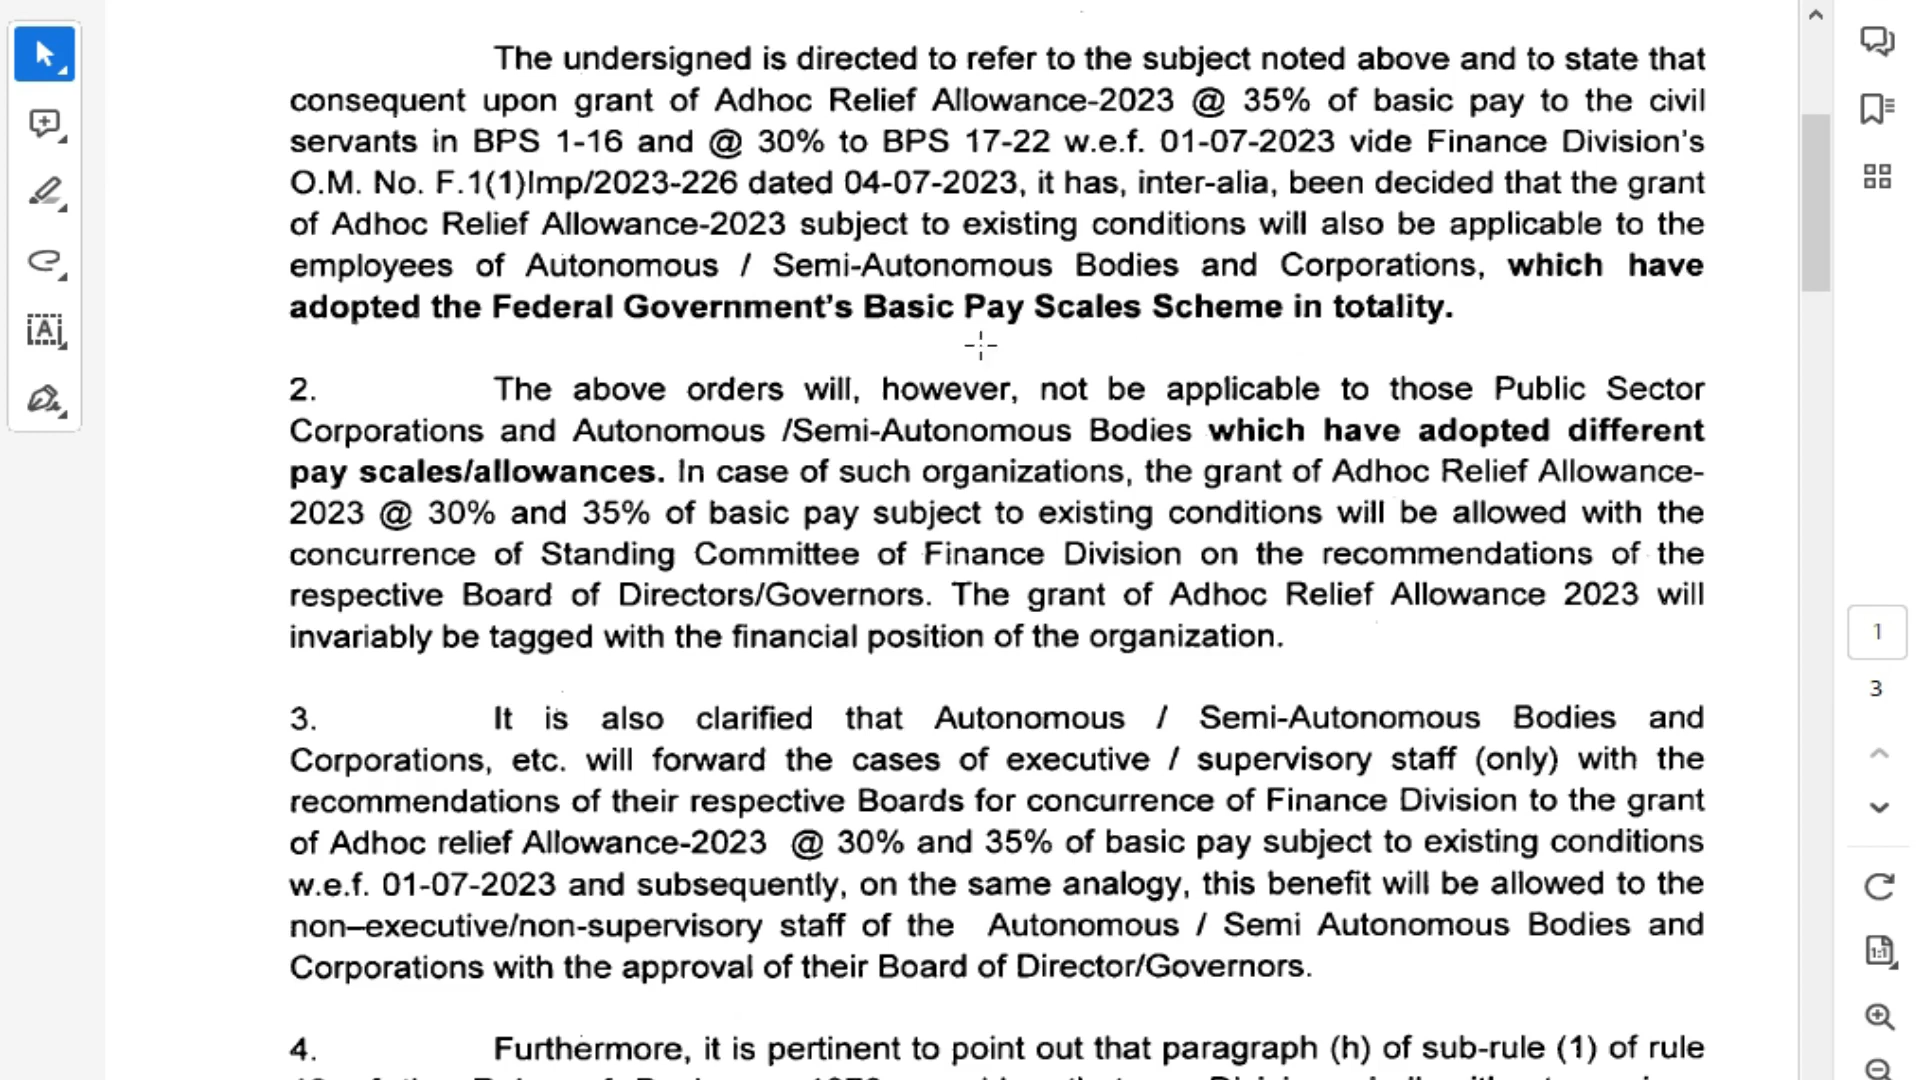 The undersigned is directed to refer to the subject noted above and to state that
consequent upon grant of Adhoc Relief Allowance-2023 @ 35% of basic pay to the civil
servants in BPS 1-16 and @ 30% to BPS 17-22 w.e.f. 01-07-2023 vide Finance Division's
O.M. No. F.1(1)Imp/2023-226 dated 04-07-2023, it has, inter-alia, been decided that the grant
of Adhoc Relief Allowance-2023 subject to existing conditions will also be applicable to the
employees of Autonomous / Semi-Autonomous Bodies and Corporations, which have
adopted the Federal Government's Basic Pay Scales Scheme in totality.
2. The above orders will, however, not be applicable to those Public Sector
Corporations and Autonomous /Semi-Autonomous Bodies which have adopted different
pay scales/allowances. In case of such organizations, the grant of Adhoc Relief Allowance-
2023 @ 30% and 35% of basic pay subject to existing conditions will be allowed with the
concurrence of Standing Committee of Finance Division on the recommendations of the
respective Board of Directors/Governors. The grant of Adhoc Relief Allowance 2023 will
invariably be tagged with the financial position of the organization.
3. It is also clarified that Autonomous / Semi-Autonomous Bodies and
Corporations, etc. will forward the cases of executive / supervisory staff (only) with the
recommendations of their respective Boards for concurrence of Finance Division to the grant
of Adhoc relief Allowance-2023 @ 30% and 35% of basic pay subject to existing conditions
w.e.f. 01-07-2023 and subsequently, on the same analogy, this benefit will be allowed to the
non–executive/non-supervisory staff of the Autonomous / Semi Autonomous Bodies and
Corporations with the approval of their Board of Director/Governors.
4. Furthermore, it is pertinent to point out that paragraph (h) of sub-rule (1) of rule
1
3